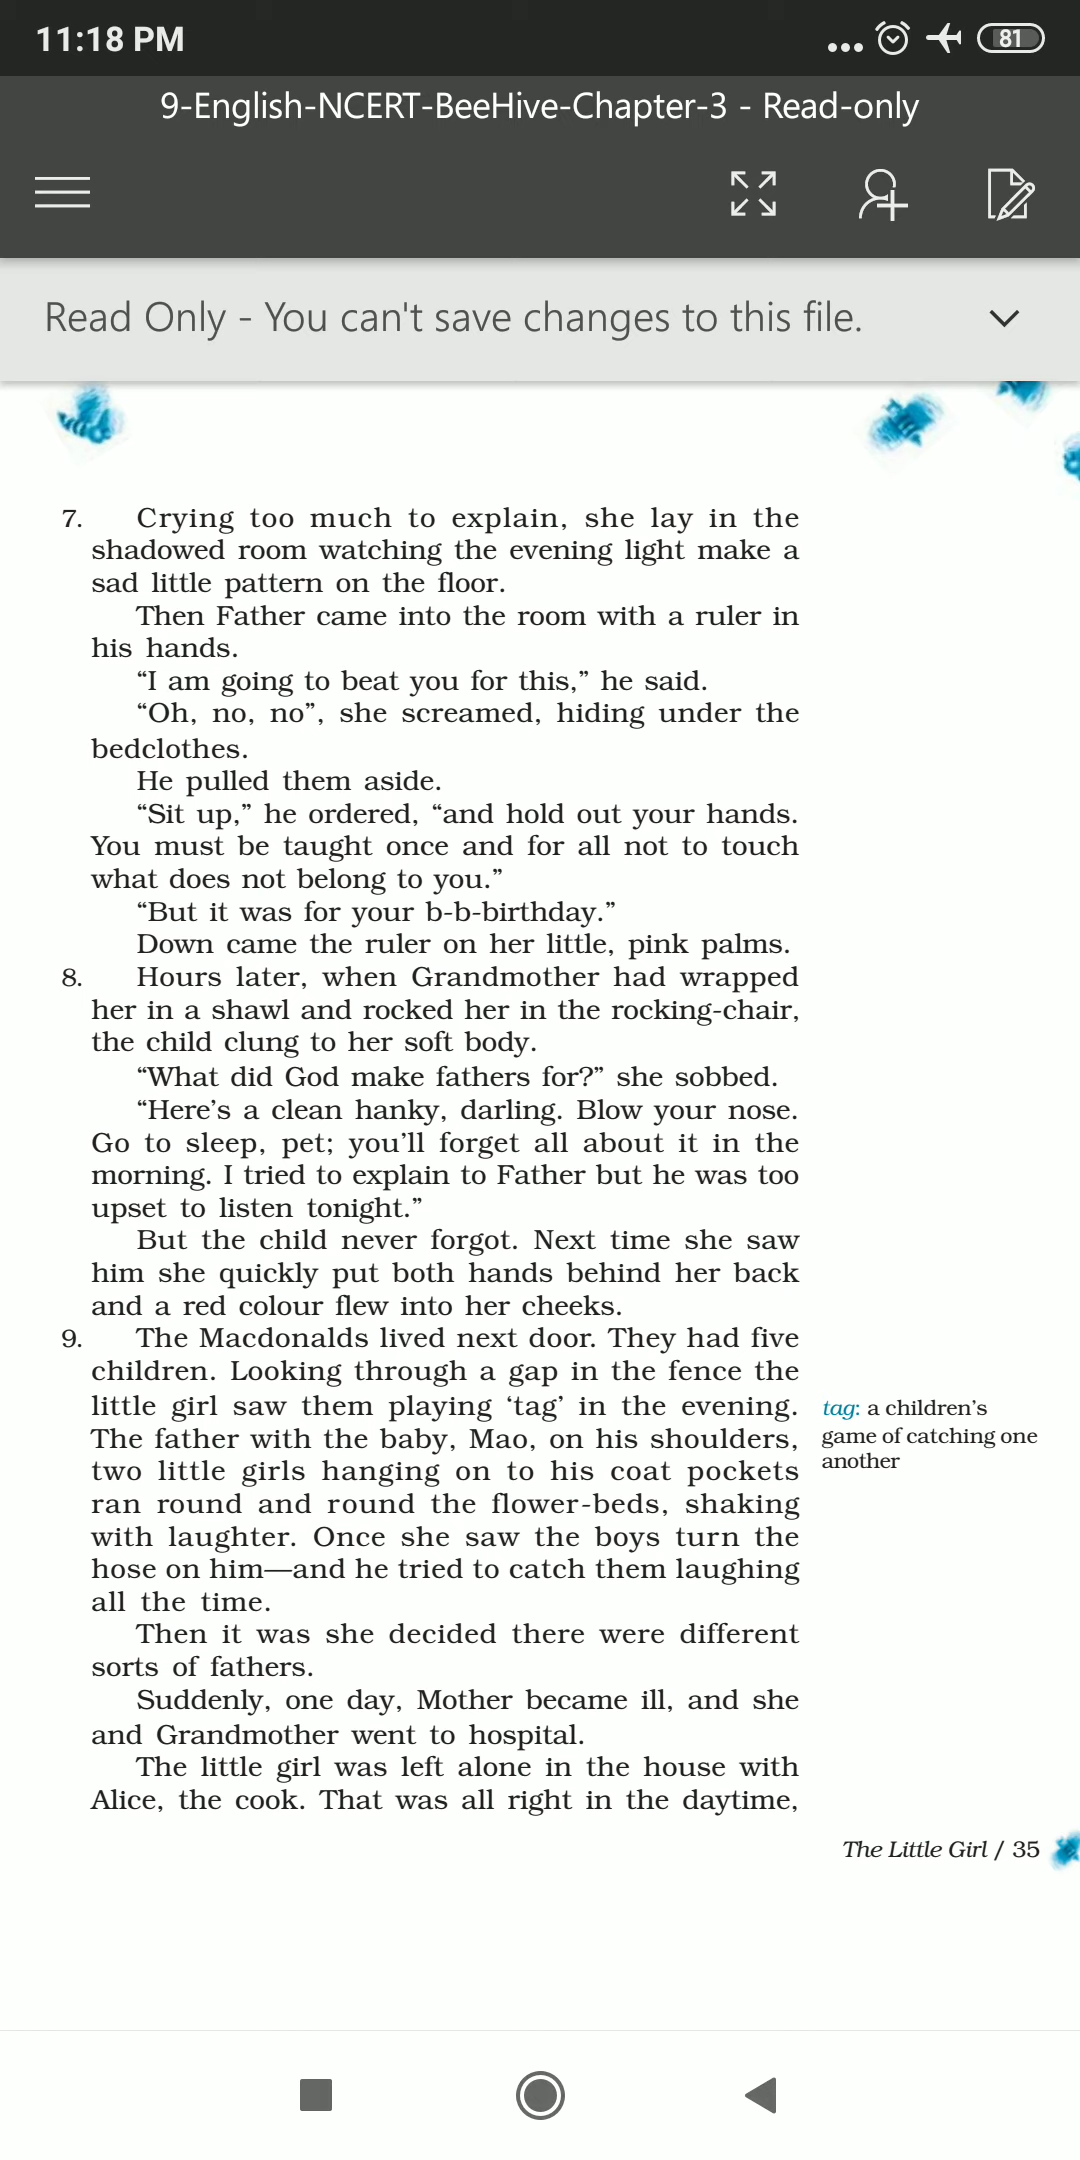 11:18 PM
81
9-English-NCERT-BeeHive-Chapter-3 - Read-only
Read Only - You can't save changes to this file.
7. Crying too much to explain, she lay in the
shadowed room watching the evening light make a
sad little pattern on the floor.
Then Father came into the room with a ruler in
his hands.
“I am going to beat you for this,” he said.
“Oh, no, no”, she screamed, hiding under the
bedclothes.
He pulled them aside.
“Sit up,” he ordered, “and hold out your hands.
You must be taught once and for all not to touch
what does not belong to you.”
“But it was for your b-b-birthday.”
Down came the ruler on her little, pink palms.
8. Hours later, when Grandmother had wrapped
her in a shawl and rocked her in the rocking-chair,
the child clung to her soft body.
“What did God make fathers for?” she sobbed.
“Here’s a clean hanky, darling. Blow your nose.
Go to sleep, pet; you’ll forget all about it in the
morning. I tried to explain to Father but he was too
upset to listen tonight.”
But the child never forgot. Next time she saw
him she quickly put both hands behind her back
and a red colour flew into her cheeks.
9. The Macdonalds lived next door. They had five
children. Looking through a gap in the fence the
little girl saw them playing ‘tag’ in the evening.
The father with the baby, Mao, on his shoulders,
two little girls hanging on to his coat pockets
ran round and round the flower-beds, shaking
with laughter. Once she saw the boys turn the
hose on him—and he tried to catch them laughing
all the time.
tag: a children’s
game of catching one
another
Then it was she decided there were different
sorts of fathers.
Suddenly, one day, Mother became ill, and she
and Grandmother went to hospital.
The little girl was left alone in the house with
Alice, the cook. That was all right in the daytime,
The Little Girl / 35